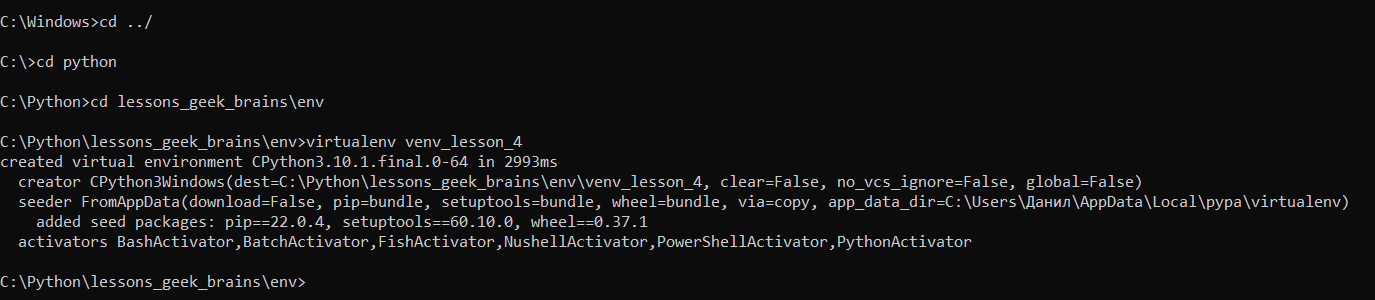 C:\Windows>cd ../
C:\>cd python
C:\Python>cd lessons_geek_brains\env
C:\Python\lessons_geek_brains\env>virtualenv venv_lesson_4
created virtual environment CPython3.10.1.final.0-64 in 2993ms
  creator CPython3Windows(dest=C:\Python\lessons_geek_brains\env\venv_lesson_4, clear=False, no_vcs_ignore=False, global=False)
  seeder FromAppData(download=False, pip=bundle, setuptools=bundle, wheel=bundle, via=copy, app_data_dir=C:\Users\Данил\AppData\Local\pypa\virtualenv)
    added seed packages: pip==22.0.4, setuptools==60.10.0, wheel==0.37.1
  activators BashActivator,BatchActivator,FishActivator,NushellActivator,PowerShellActivator,PythonActivator
C:\Python\lessons_geek_brains\env>